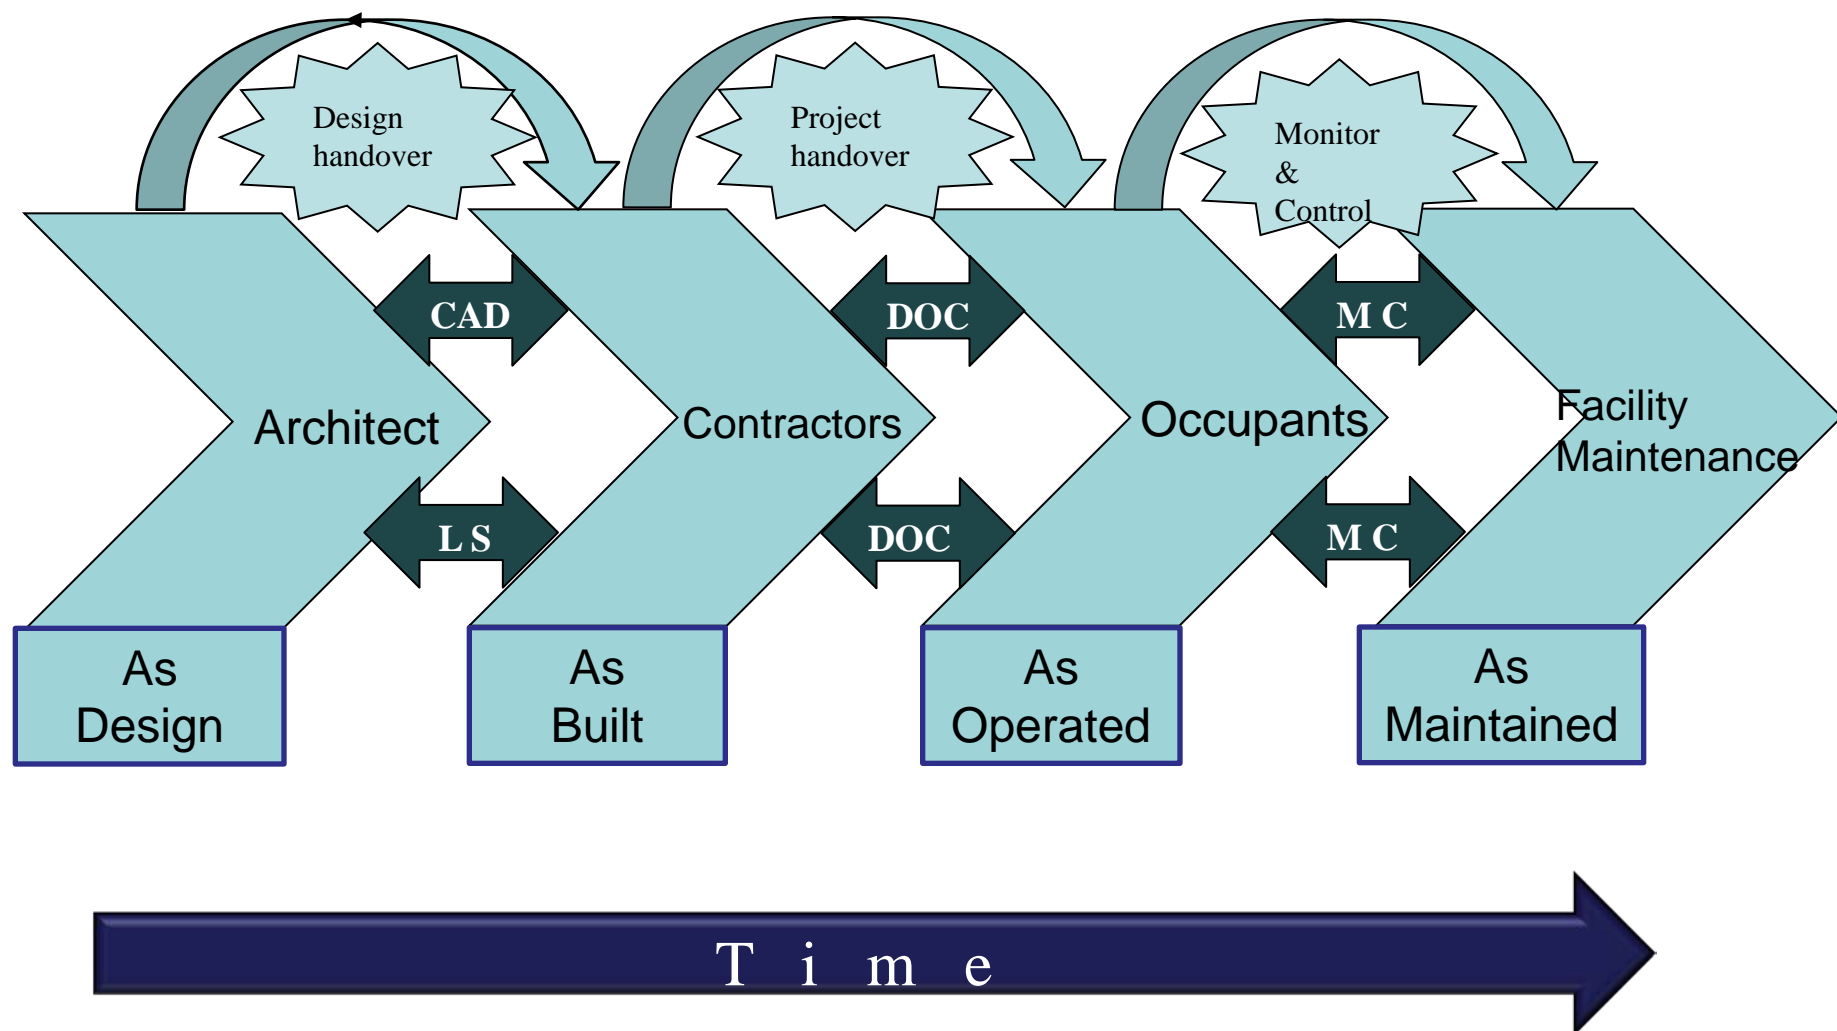 Design
handover
Project
handover
Monitor
&
Control
CAD
DOC
M C
Architect
Contractors
Occupants
Facility
Maintenance
L S
DOC
M C
As
Design
As
Built
As
Operated
As
Maintained
T i m e